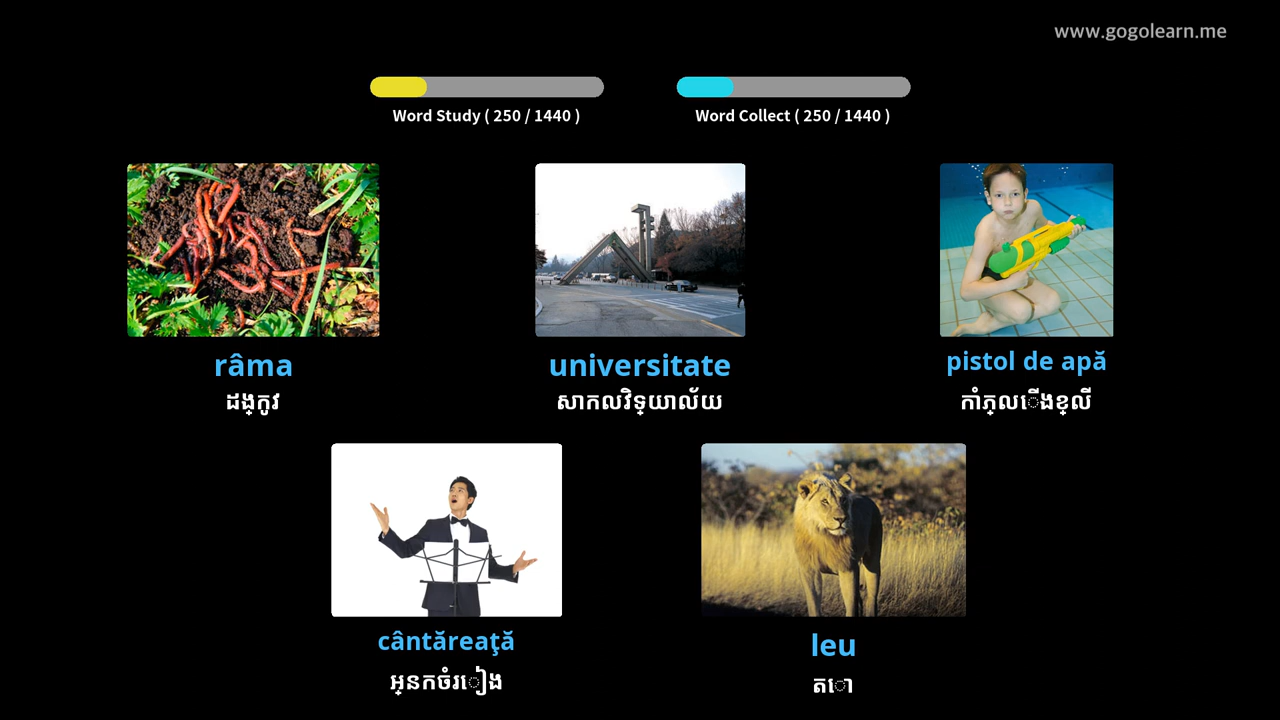 www.gogolearn.me
Word Study ( 250 / 1440 )
Word Collect ( 250 / 1440 )
râma
universitate
pistol de apă
ដង្កូវ
សាកលវិទ្យាល័យ
កាំភ្លើងខ្លី
cântăreaţă
leu
អ្នកចំរៀង
តោ